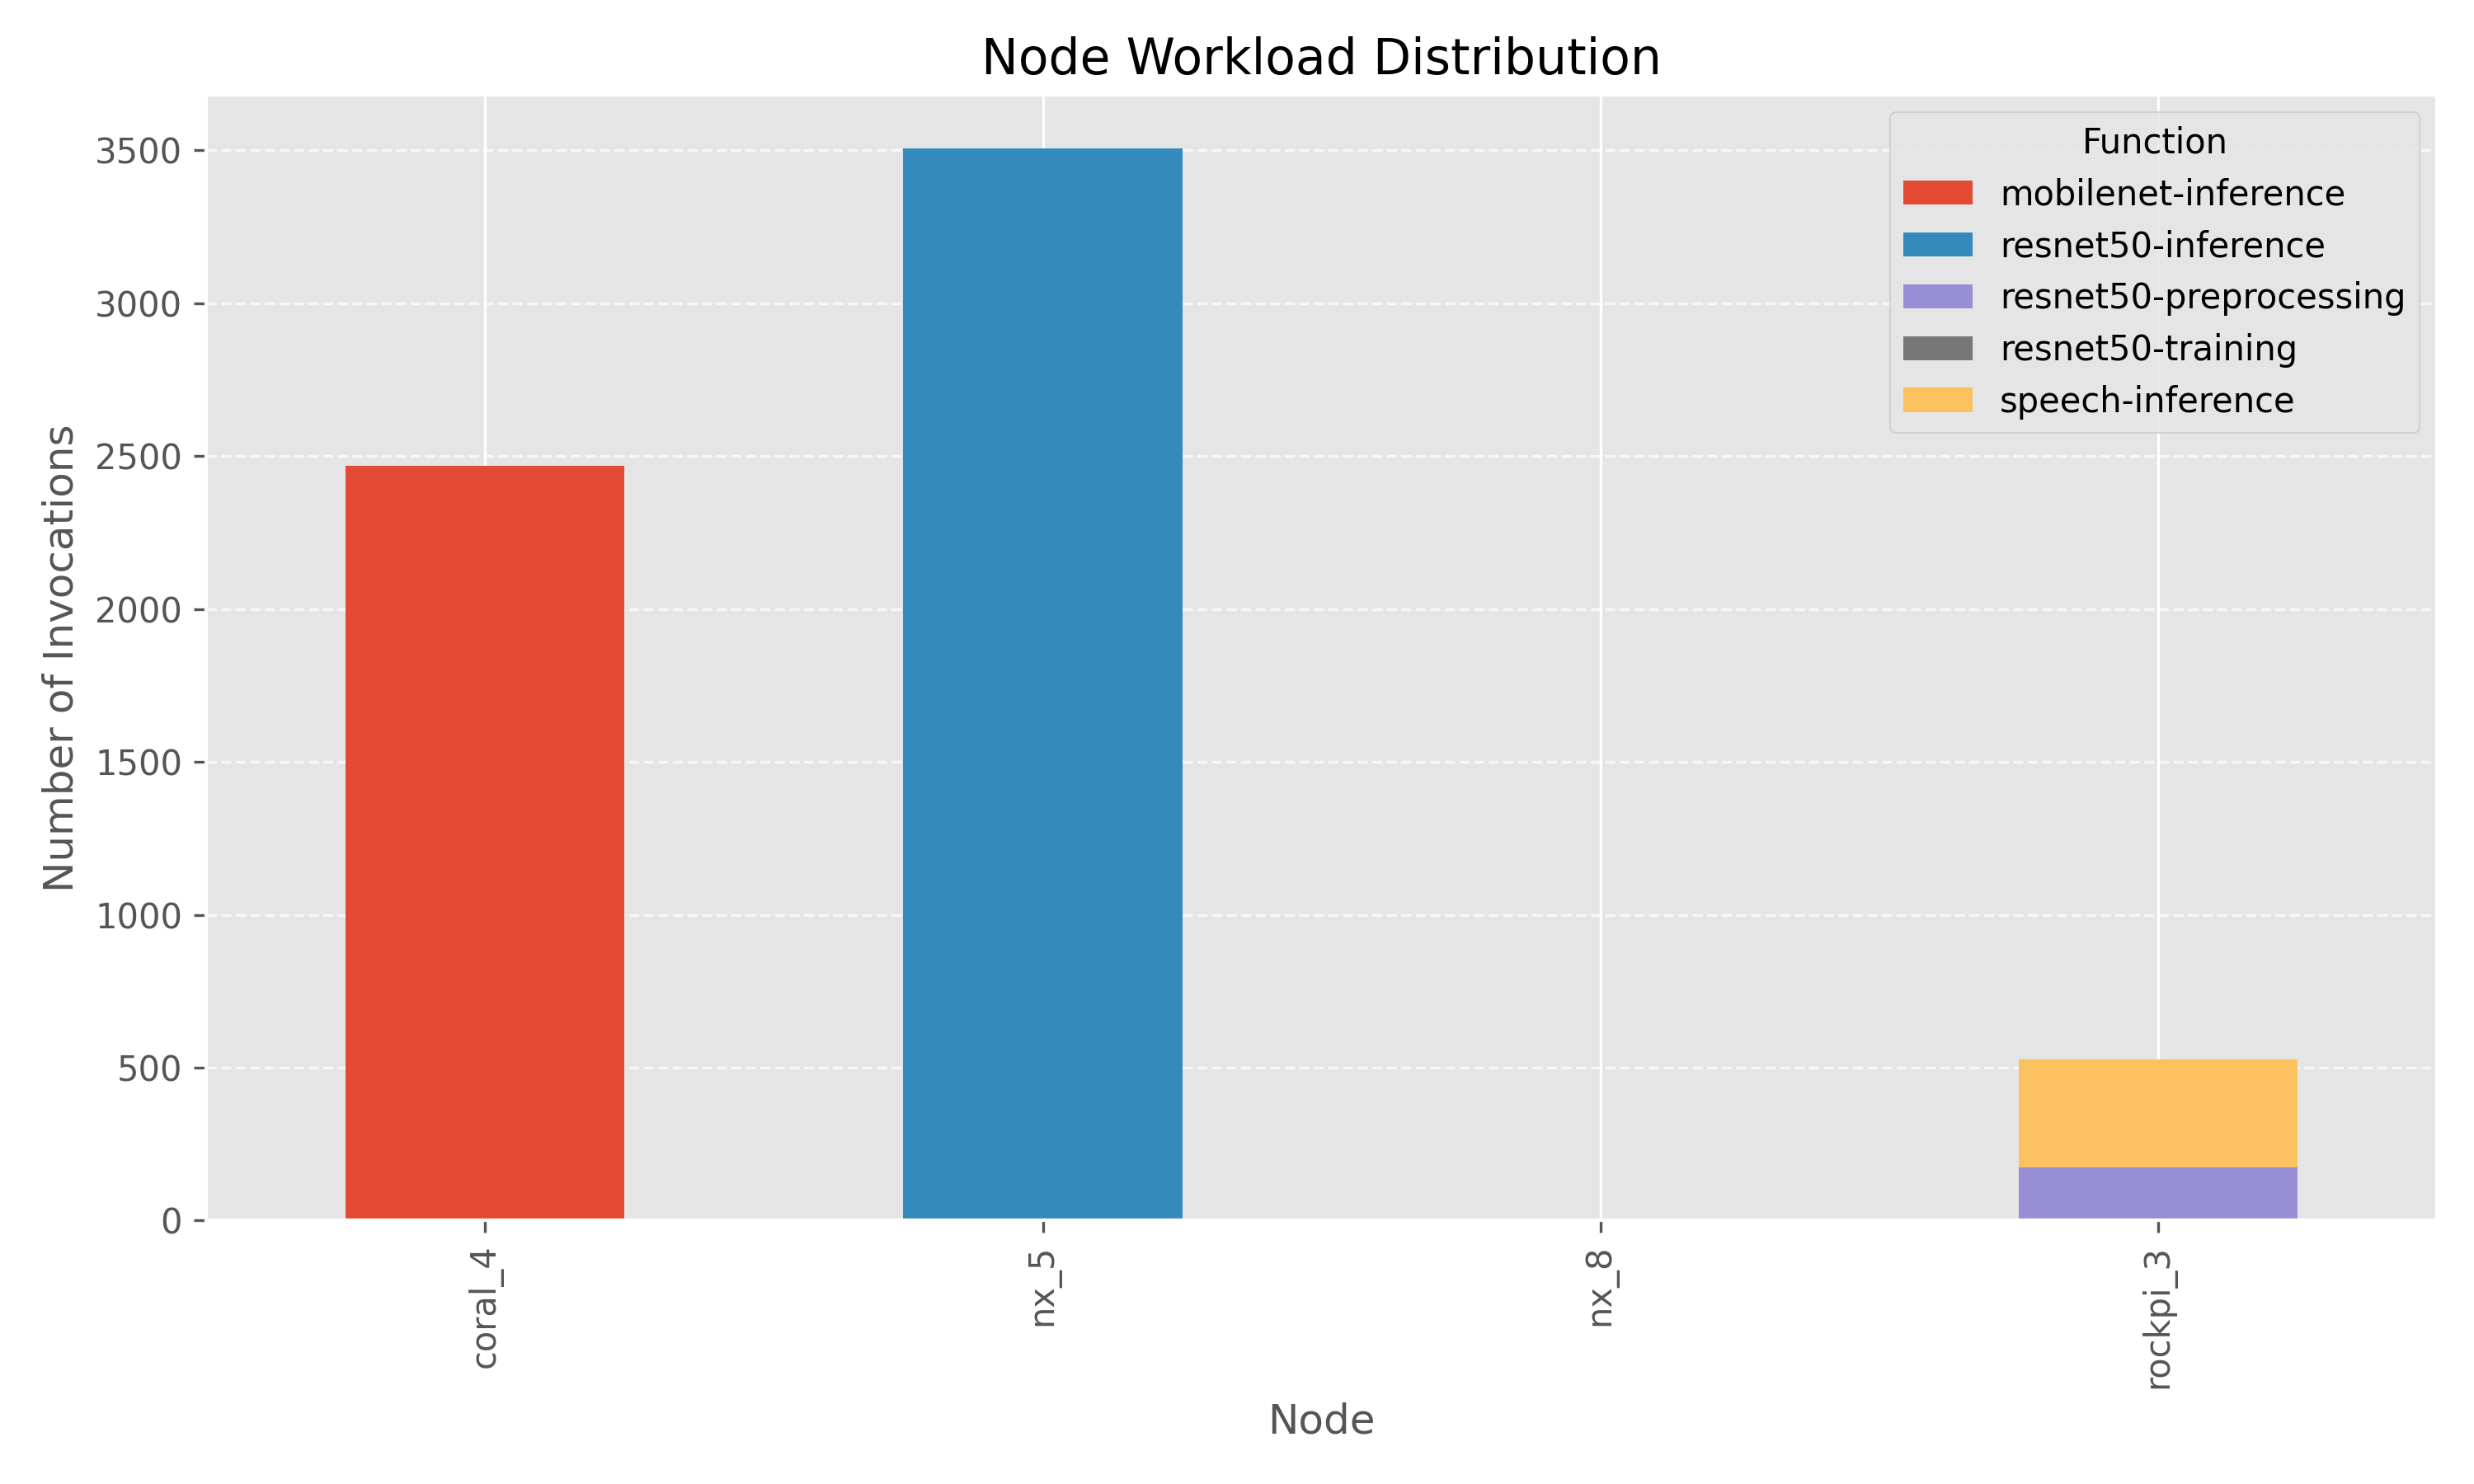 Node Workload Distribution
Number of Invocations
3500
3000
2500
2000
1500
1000
500
0
Function
mobilenet-inference
resnet50-inference
resnet50-preprocessing
resnet50-training
speech-inference
coral_4
nx_5
nx_8
rockpi_3
Node